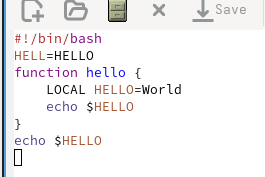 Save
#!/bin/bash
HELL=HELLO
function hello {
    LOCAL HELLO=World
    echo $HELLO
}
echo $HELLO